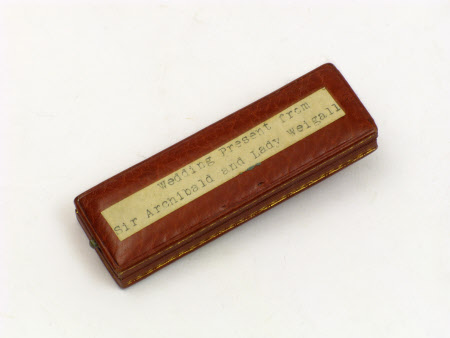 Wedding Present from
Sir Archibald and Lady Weigall